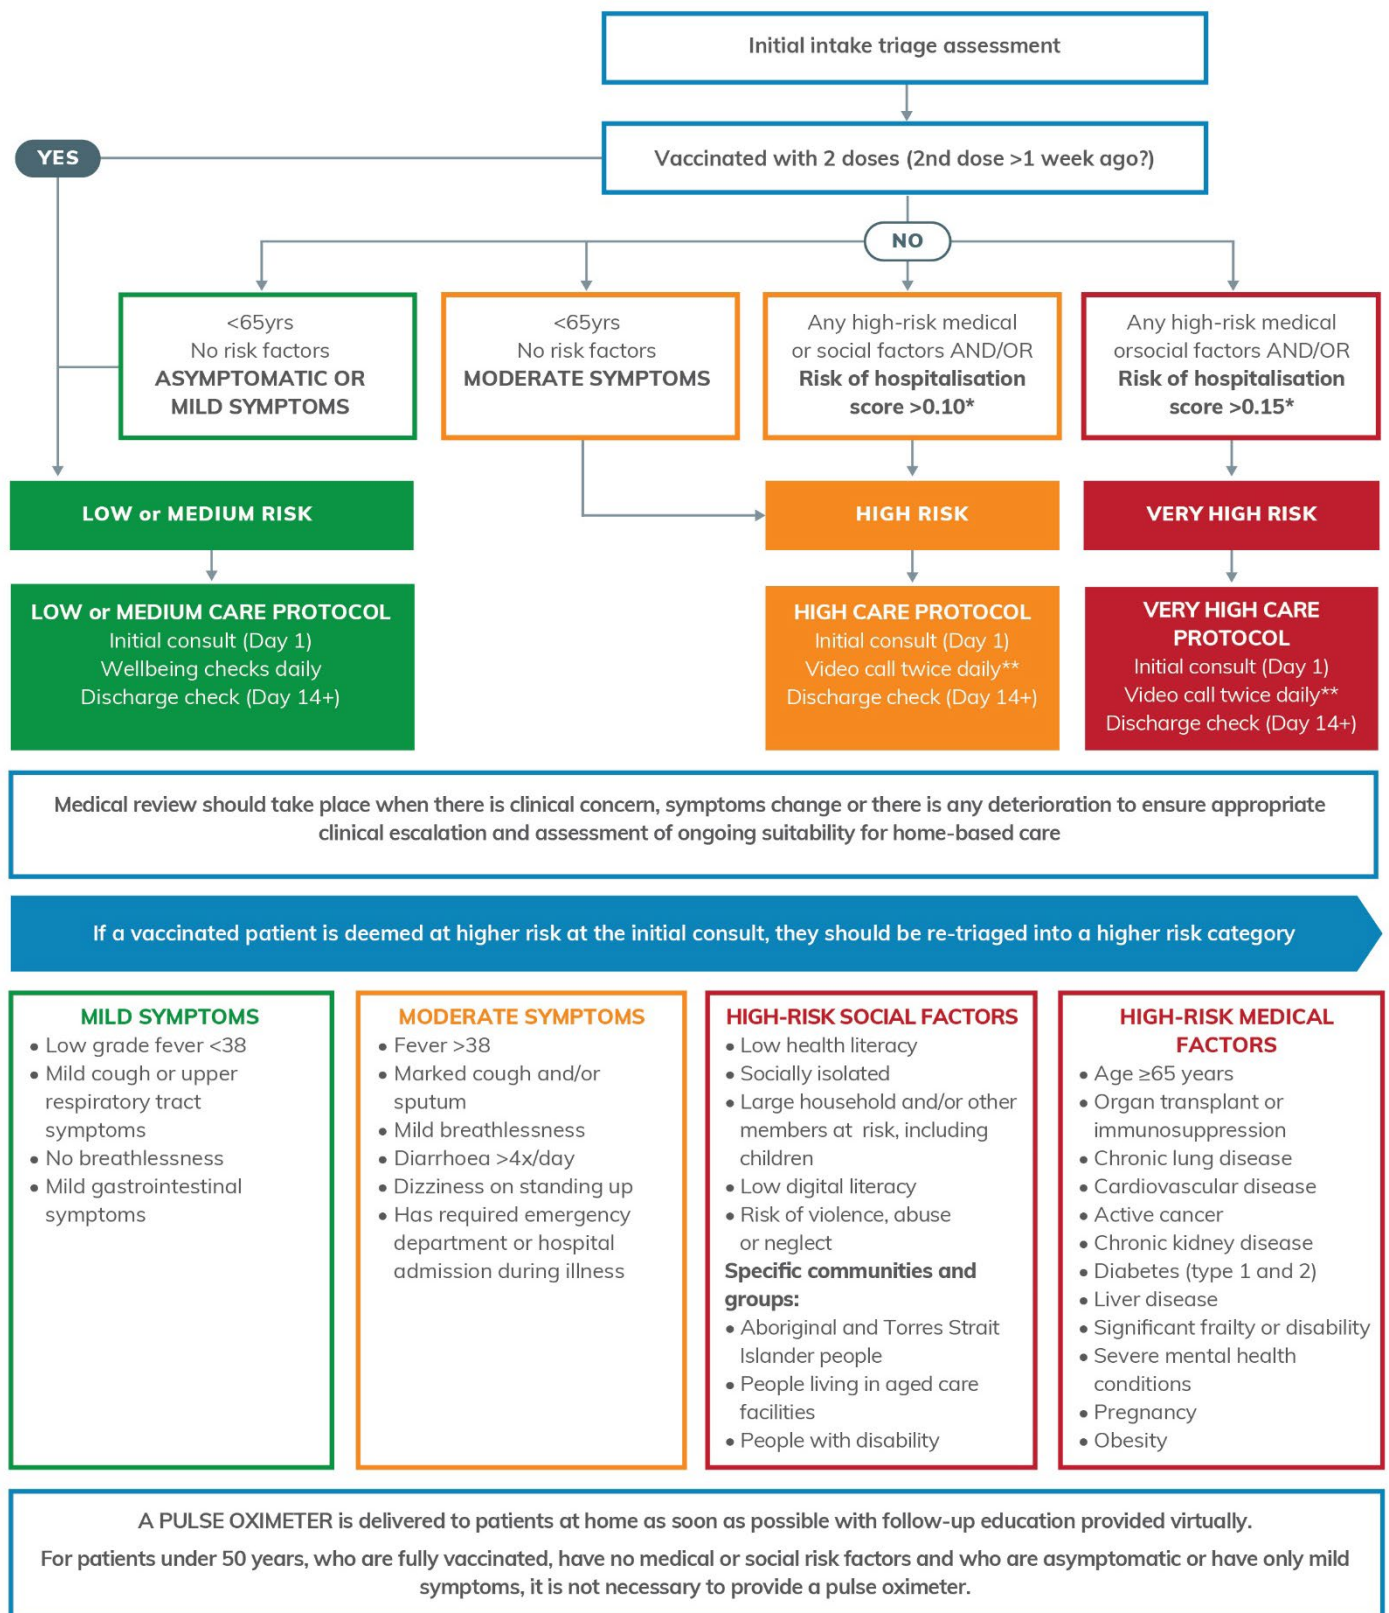 Initial intake triage assessment
YES
Vaccinated with 2 doses (2nd dose >1 week ago?)
NO
<65yrs
No risk factors
ASYMPTOMATIC OR
MILD SYMPTOMS
<65yrs
No risk factors
MODERATE SYMPTOMS
Any high-risk medical
or social factors AND/OR
Risk of hospitalisation
score >0.10*
Any high-risk medical
orsocial factors AND/OR
Risk of hospitalisation
score >0.15*
LOW or MEDIUM RISK
HIGH RISK
VERY HIGH RISK
LOW or MEDIUM CARE PROTOCOL
Initial consult (Day 1)
Wellbeing checks daily
Discharge check (Day 14+)
HIGH CARE PROTOCOL
Initial consult (Day 1)
Video call twice daily**
Discharge check (Day 14+)
VERY HIGH CARE
PROTOCOL
Initial consult (Day 1)
Video call twice daily**
Discharge check (Day 14+)
Medical review should take place when there is clinical concern, symptoms change or there is any deterioration to ensure appropriate
clinical escalation and assessment of ongoing suitability for home-based care
If a vaccinated patient is deemed at higher risk at the initial consult, they should be re-triaged into a higher risk category
MILD SYMPTOMS
• Low grade fever <38
• Mild cough or upper
respiratory tract
symptoms
• No breathlessness
• Mild gastrointestinal
symptoms
MODERATE SYMPTOMS
• Fever >38
• Marked cough and/or
sputum
• Mild breathlessness
• Diarrhoea >4x/day
• Dizziness on standing up
• Has required emergency
department or hospital
admission during illness
HIGH-RISK SOCIAL FACTORS
• Low health literacy
• Socially isolated
• Large household and/or other
members at risk, including
children
• Low digital literacy
• Risk of violence, abuse
or neglect
Specific communities and
groups:
• Aboriginal and Torres Strait
Islander people
• People living in aged care
facilities
• People with disability
HIGH-RISK MEDICAL
FACTORS
• Age ≥65 years
• Organ transplant or
immunosuppression
• Chronic lung disease
• Cardiovascular disease
• Active cancer
• Chronic kidney disease
• Diabetes (type 1 and 2)
• Liver disease
• Significant frailty or disability
• Severe mental health
conditions
• Pregnancy
• Obesity
A PULSE OXIMETER is delivered to patients at home as soon as possible with follow-up education provided virtually.
For patients under 50 years, who are fully vaccinated, have no medical or social risk factors and who are asymptomatic or have only mild
symptoms, it is not necessary to provide a pulse oximeter.